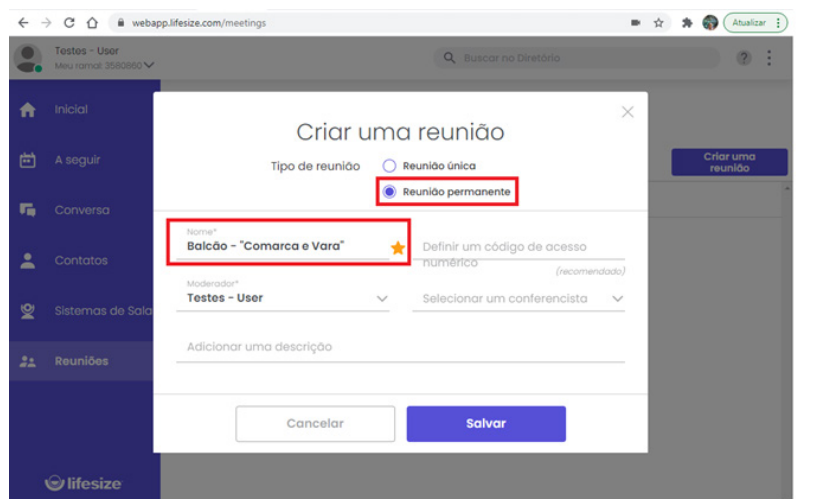 webapp.lifesize.com/meetings
Atualizar
Testes - User
Meu ramal: 3580860
Buscar no Diretório
?
Inicial
A seguir
Conversa
Contatos
Sistemas de Sala
Reuniões
lifesize
Criar uma
reunião
Criar uma reunião
Tipo de reunião
Reunião única
Reunião permanente
Nome*
Balcão - "Comarca e Vara"
Definir um código de acesso
numérico
(recomendado)
Moderador*
Testes - User
Selecionar um conferencista
Adicionar uma descrição
Cancelar
Salvar